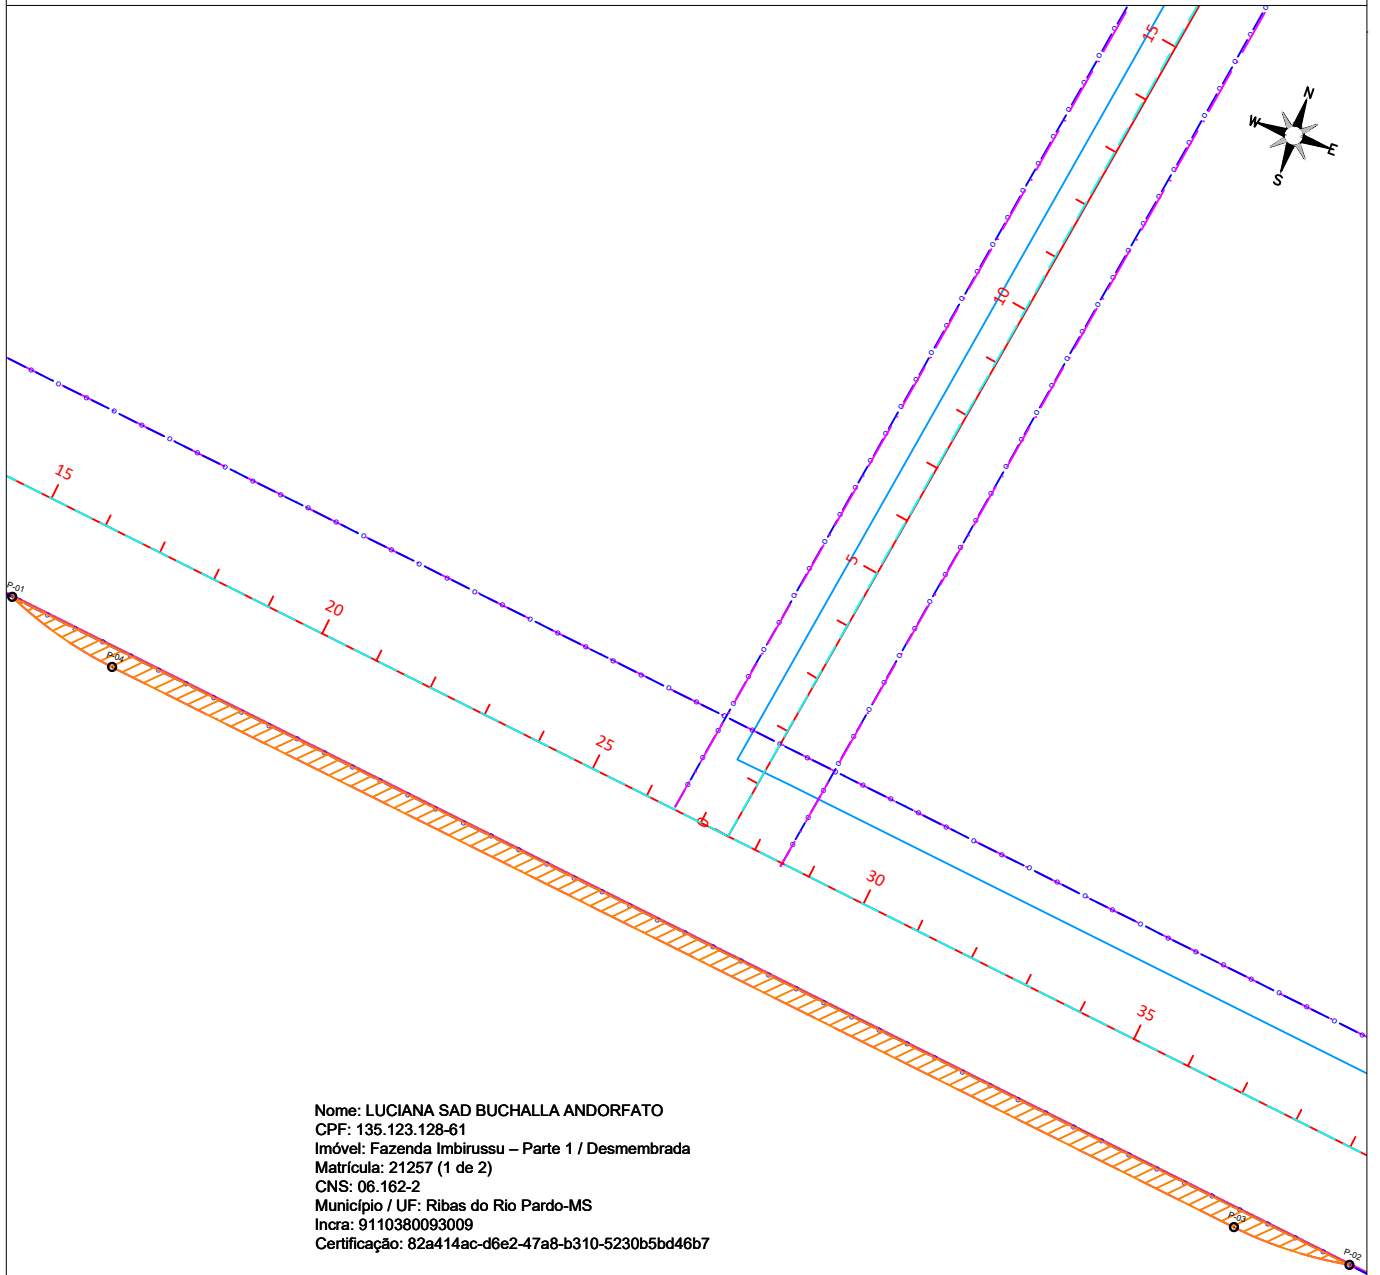 15
N
W
E
S
10
15
5
P-01
20
P-04
25
0
30
35
Nome: LUCIANA SAD BUCHALLA ANDORFATO
CPF: 135.123.128-61
Imóvel: Fazenda Imbirussu – Parte 1 / Desmembrada
Matrícula: 21257 (1 de 2)
CNS: 06.162-2
Município / UF: Ribas do Rio Pardo-MS
Incra: 9110380093009
Certificação: 82a414ac-d6e2-47a8-b310-5230b5bd46b7
P-03
P-02